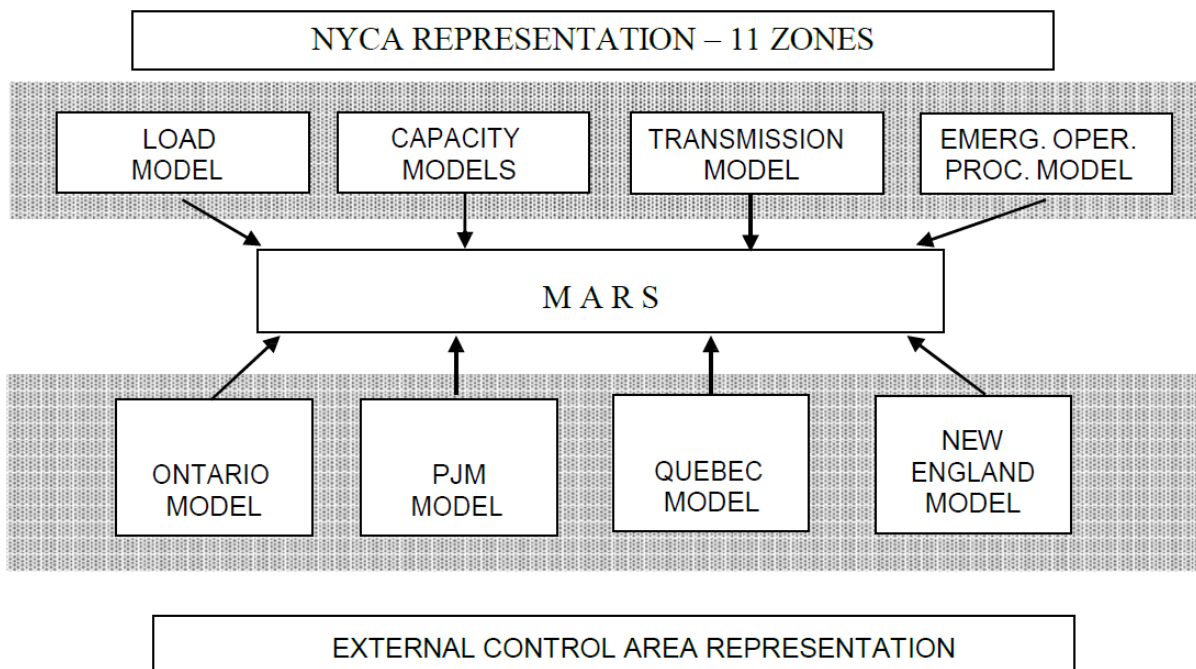 NYCA REPRESENTATION – 11 ZONES
LOAD
MODEL
CAPACITY
MODELS
TRANSMISSION
MODEL
EMERG. OPER.
PROC. MODEL
M A R S
ONTARIO
MODEL
PJM
MODEL
QUEBEC
MODEL
NEW
ENGLAND
MODEL
EXTERNAL CONTROL AREA REPRESENTATION